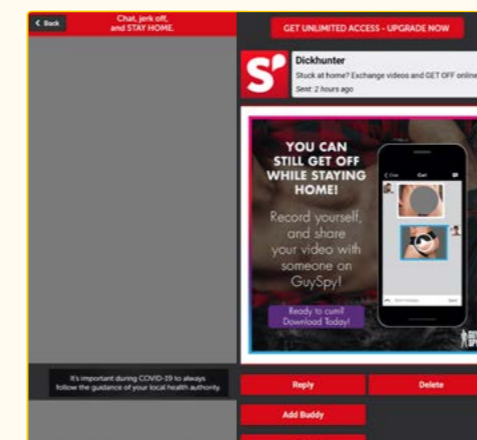 < Back
Chat, jerk off,
and STAY HOME.
It's important during COVID-19 to always
follow the guidance of your local health authority.
GET UNLIMITED ACCESS - UPGRADE NOW
S'
Dickhunter
Stuck at home? Exchange videos and GET OFF online
Sent: 2 hours ago
YOU CAN
STILL GET OFF
WHILE STAYING
HOME!
Record yourself,
and share
your video with
someone on
GuySpy!
Ready to cum?
Download Today!
< Chat
Carl
Send
Reply
Delete
Add Buddy